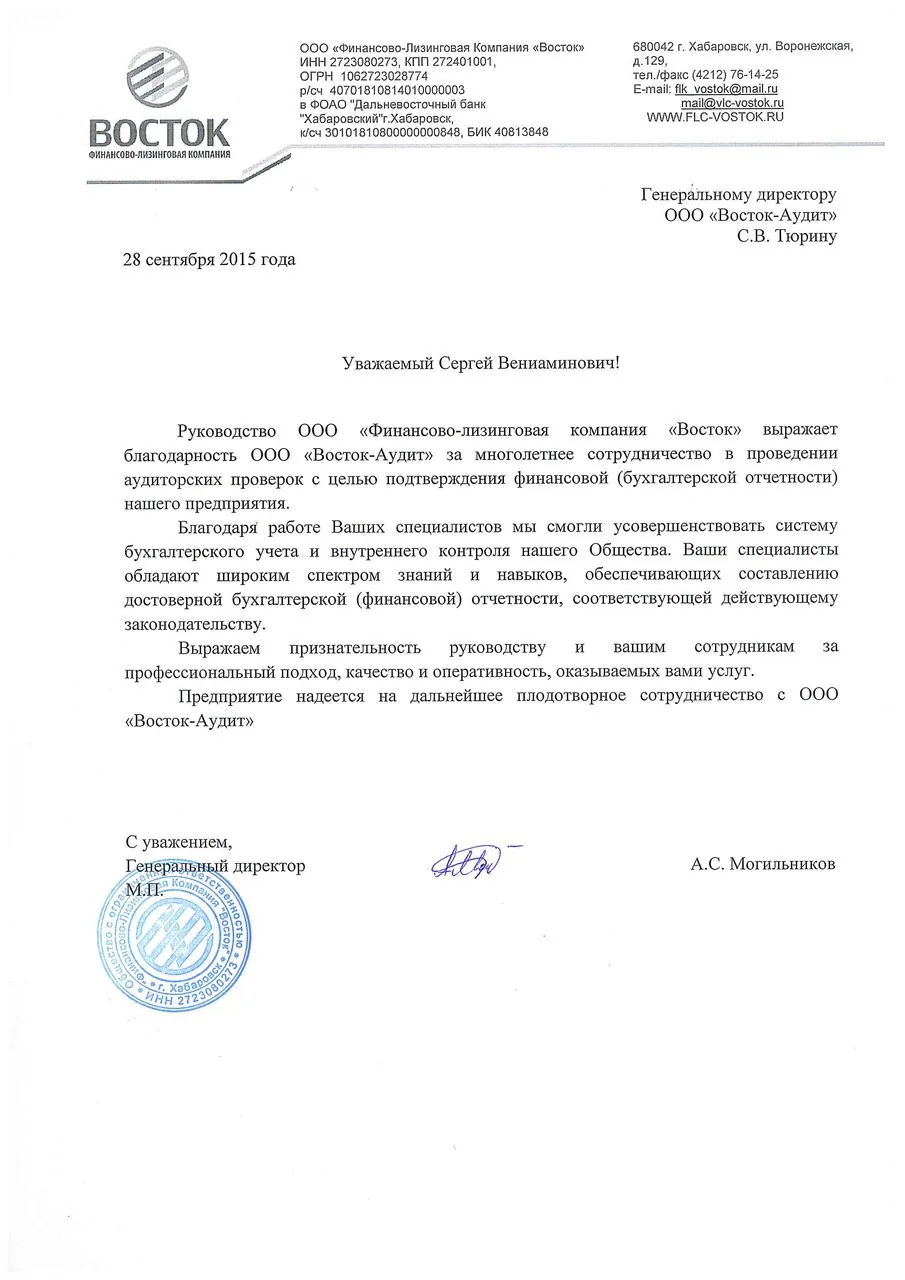 ВОСТОК
ФИНАНСОВО-ЛИЗИНГОВАЯ КОМПАНИЯ
ООО «Финансово-Лизинговая Компания «Восток»
ИНН 2723080273, КПП 272401001,
ОГРН 1062723028774
р/сч 40701810814010000003
в ФОАО "Дальневосточный банк
"Хабаровский"г.Хабаровск,
к/сч 30101810800000000848, БИК 40813848
680042 г. Хабаровск, ул. Воронежская,
д.129,
тел./факс (4212) 76-14-25
E-mail: flk_vostok@mail.ru
mail@vlc-vostok.ru
WWW.FLC-VOSTOK.RU
Генеральному директору
ООО «Восток-Аудит»
С.В. Тюрину
28 сентября 2015 года
Уважаемый Сергей Вениаминович!
Руководство ООО «Финансово-лизинговая компания «Восток» выражает
благодарность ООО «Восток-Аудит» за многолетнее сотрудничество в проведении
аудиторских проверок с целью подтверждения финансовой (бухгалтерской отчетности)
нашего предприятия.
Благодаря работе Ваших специалистов мы смогли усовершенствовать систему
бухгалтерского учета и внутреннего контроля нашего Общества. Ваши специалисты
обладают широким спектром знаний и навыков, обеспечивающих составлению
достоверной бухгалтерской (финансовой) отчетности, соответствующей действующему
законодательству.
Выражаем признательность руководству и вашим сотрудникам за
профессиональный подход, качество и оперативность, оказываемых вами услуг.
Предприятие надеется на дальнейшее плодотворное сотрудничество с ООО
«Восток-Аудит»
С уважением,
Генеральный директор
А.С. Могильников
М.П.
Общество с ограниченной ответственностью
"Финансово-Лизинговая Компания "Восток"
г. Хабаровск
ИНН 2723080273